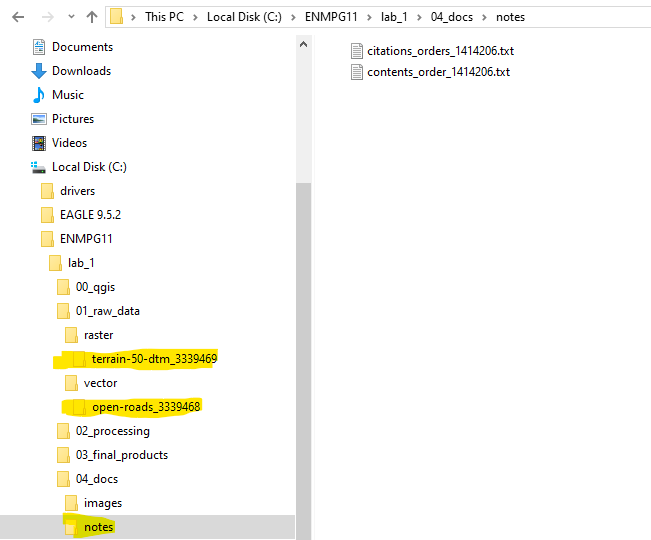 This PC > Local Disk (C:) > ENMPG11 > lab_1 > 04_docs > notes
Documents
Downloads
Music
Pictures
Videos
Local Disk (C:)
drivers
EAGLE 9.5.2
ENMPG11
lab_1
00_qgis
01_raw_data
raster
terrain-50-dtm_3339469
vector
open-roads_3339468
02_processing
03_final_products
04_docs
images
notes
citations_orders_1414206.txt
contents_order_1414206.txt